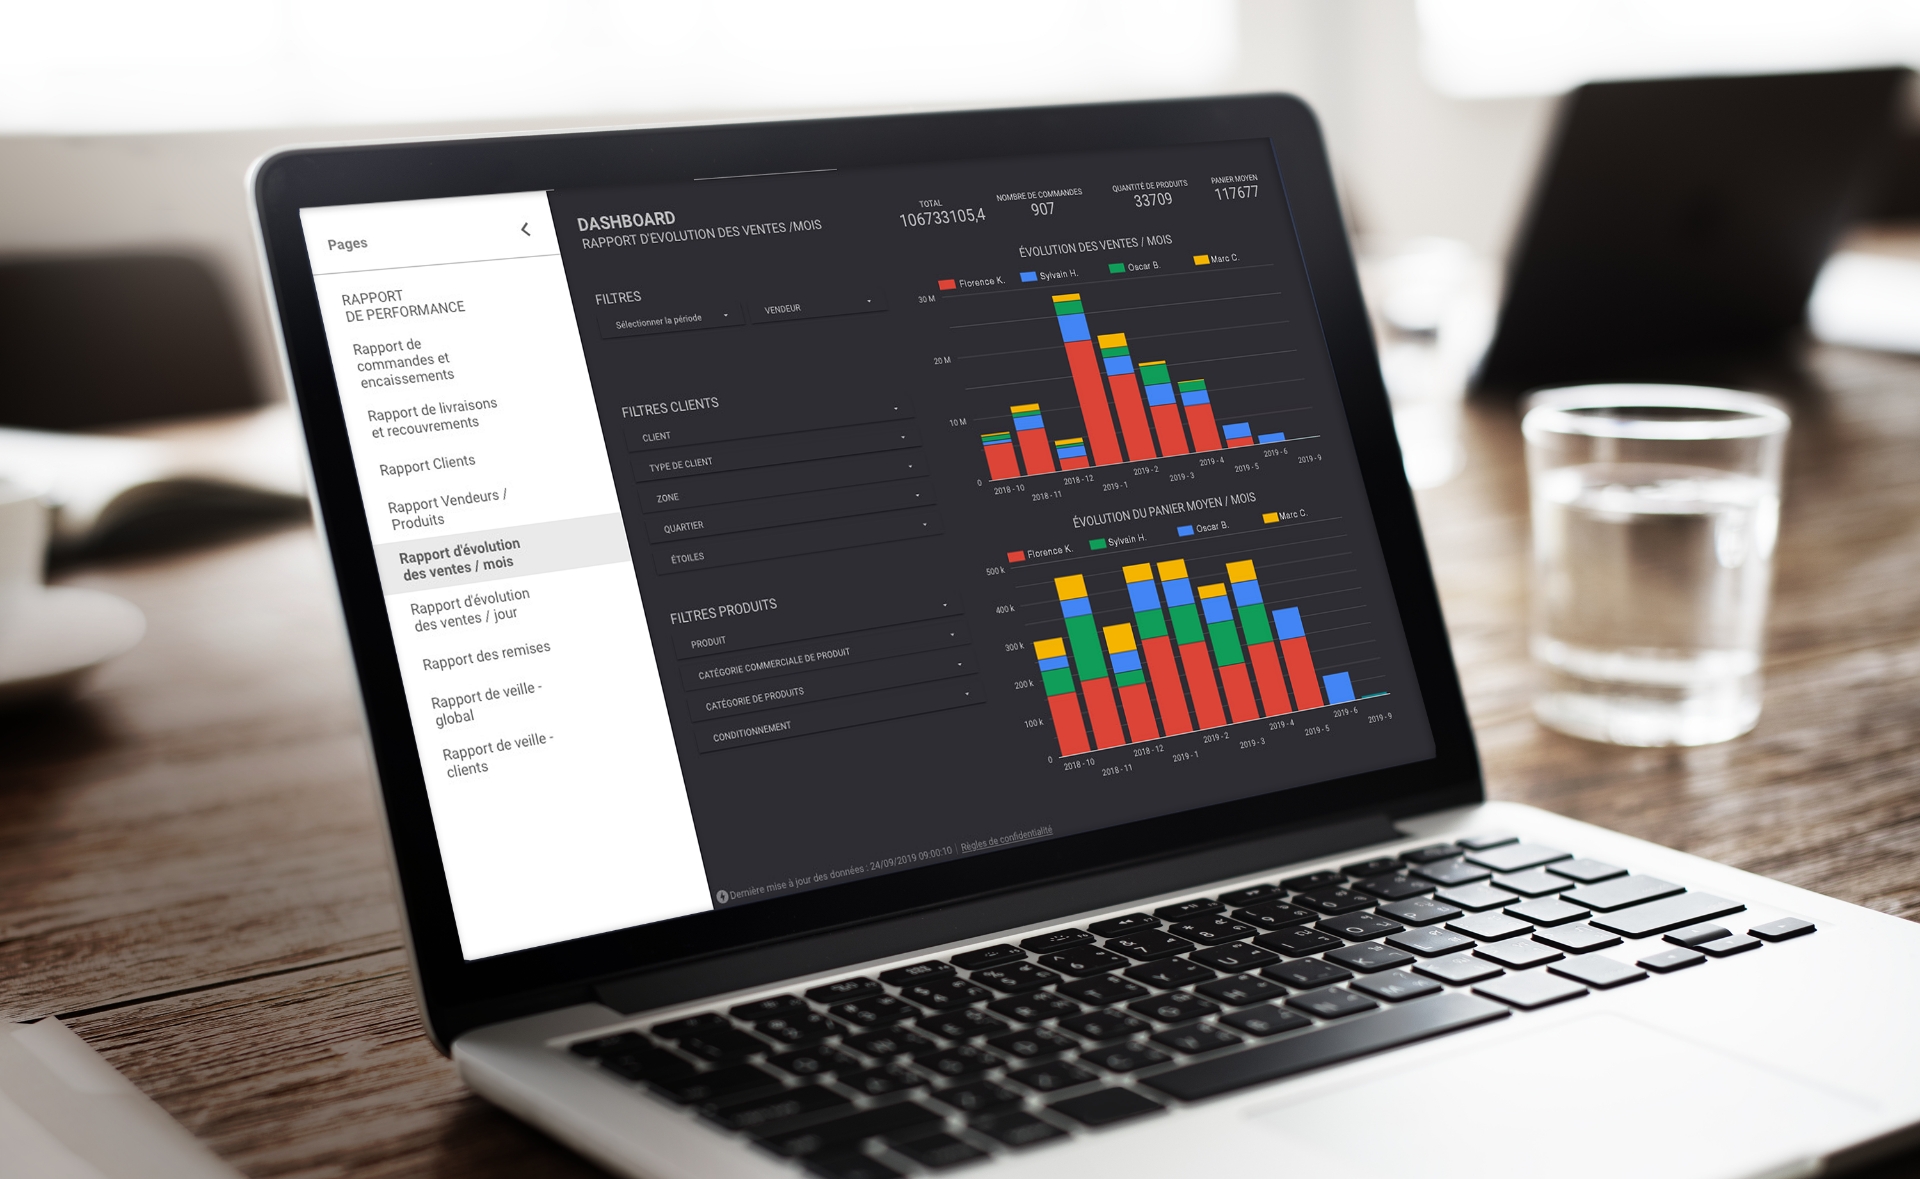 Pages
RAPPORT
DE PERFORMANCE
Rapport de
commandes et
encaissements
Rapport de livraisons
et recouvrements
Rapport Clients
Rapport Vendeurs /
Produits
Rapport d'évolution
des ventes / mois
Rapport d'évolution
des ventes / jour
Rapport des remises
Rapport de veille -
global
Rapport de veille -
clients
DASHBOARD
RAPPORT D'ÉVOLUTION DES VENTES /MOIS
TOTAL
106733105,4
NOMBRE DE COMMANDES
907
QUANTITÉ DE PRODUITS
33709
PANIER MOYEN
117677
FILTRES
Sélectionner la période
VENDEUR
FILTRES CLIENTS
CLIENT
TYPE DE CLIENT
ZONE
QUARTIER
ÉTOILES
FILTRES PRODUITS
PRODUIT
CATÉGORIE COMMERCIALE DE PRODUIT
CATÉGORIE DE PRODUITS
CONDITIONNEMENT
ÉVOLUTION DES VENTES / MOIS
Florence K. Sylvain H. Oscar B. Marc C.
30 M
20 M
10 M
0
2018 - 10 2018 - 11 2018 - 12 2019 - 1 2019 - 2 2019 - 3 2019 - 4 2019 - 5 2019 - 6 2019 - 9
ÉVOLUTION DU PANIER MOYEN / MOIS
Florence K. Sylvain H. Oscar B. Marc C.
500 k
400 k
300 k
200 k
100 k
0
2018 - 10 2018 - 11 2018 - 12 2019 - 1 2019 - 2 2019 - 3 2019 - 4 2019 - 5 2019 - 6 2019 - 9
Dernière mise à jour des données : 24/09/2019 09:00:10 | Règles de confidentialité